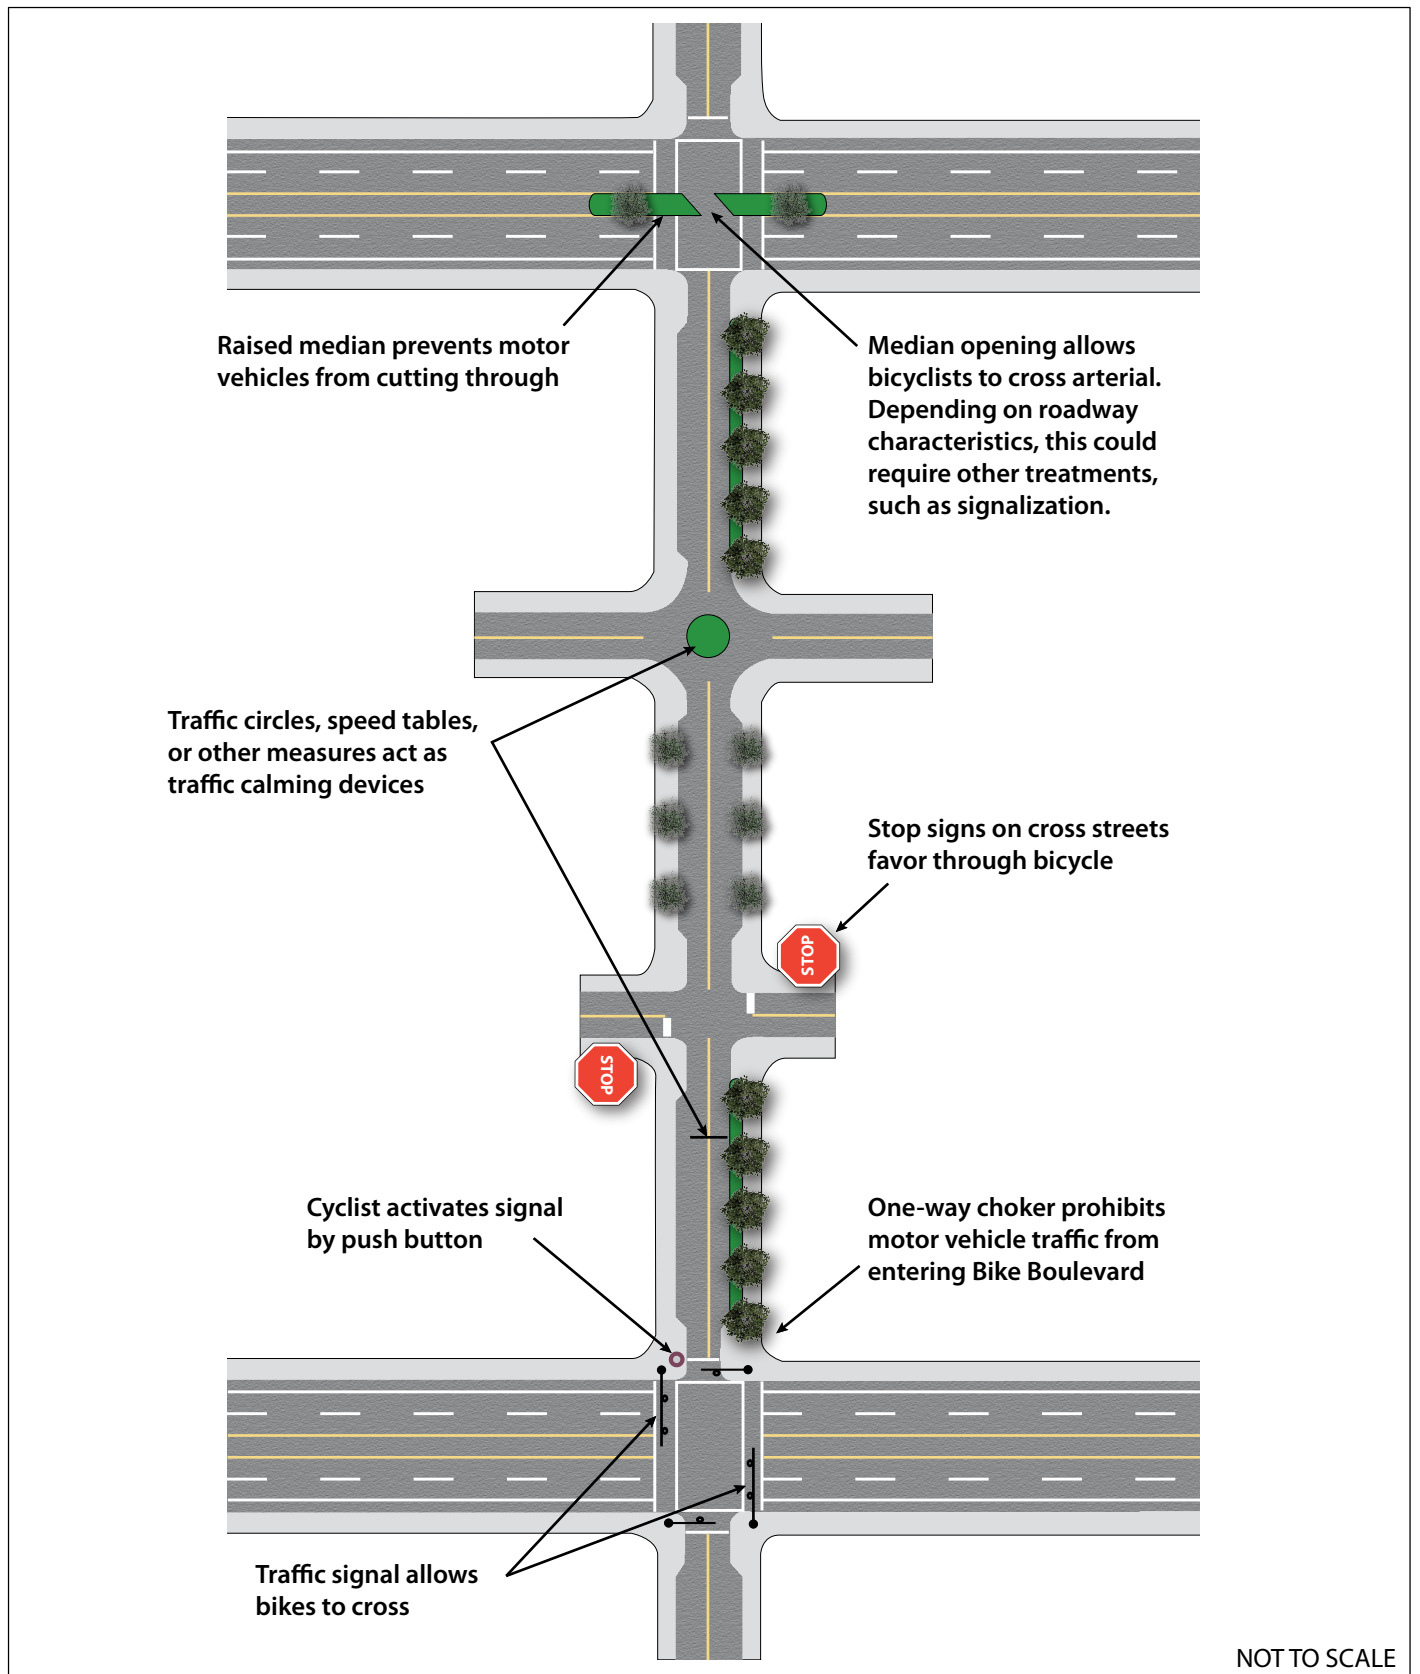 Raised median prevents motor
vehicles from cutting through
Median opening allows
bicyclists to cross arterial.
Depending on roadway
characteristics, this could
require other treatments,
such as signalization.
Traffic circles, speed tables,
or other measures act as
traffic calming devices
Stop signs on cross streets
favor through bicycle
STOP
STOP
Cyclist activates signal
by push button
One-way choker prohibits
motor vehicle traffic from
entering Bike Boulevard
Traffic signal allows
bikes to cross
NOT TO SCALE